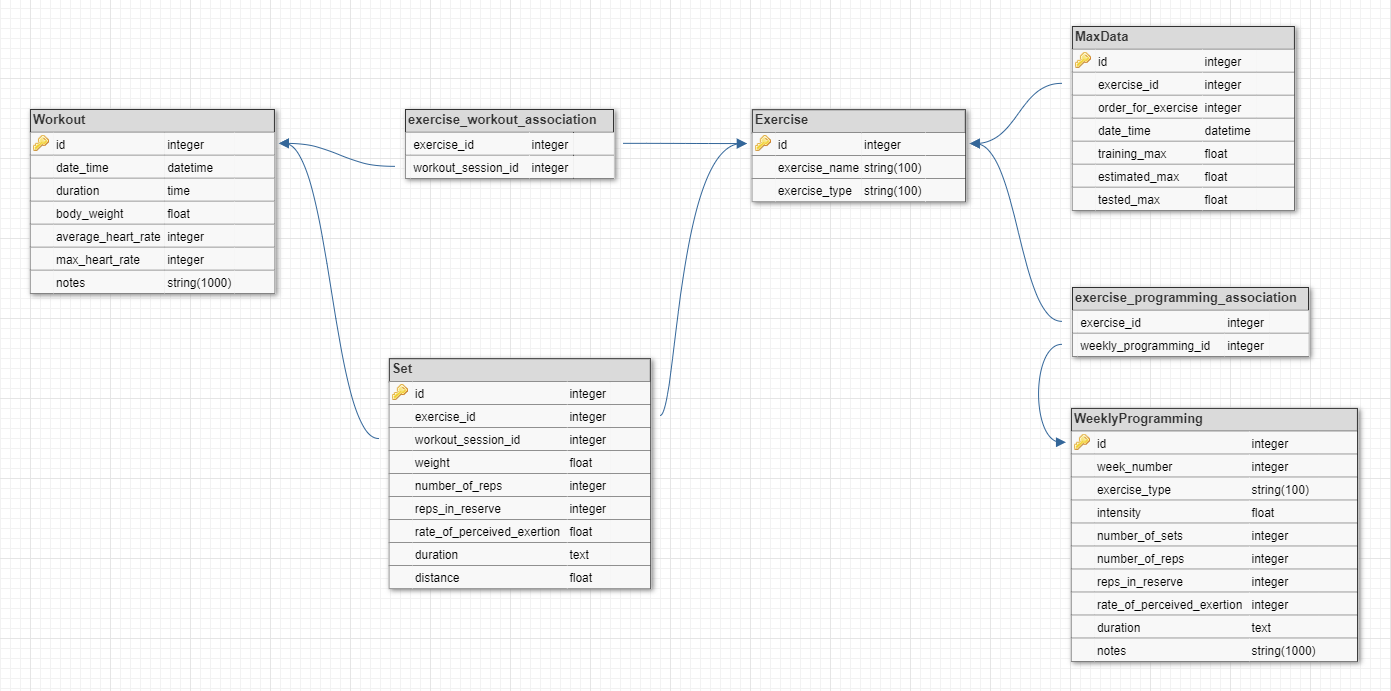 Workout
id integer
date_time datetime
duration time
body_weight float
average_heart_rate integer
max_heart_rate integer
notes string(1000)
exercise_workout_association
exercise_id integer
workout_session_id integer
Exercise
id integer
exercise_name string(100)
exercise_type string(100)
MaxData
id integer
exercise_id integer
order_for_exercise integer
date_time datetime
training_max float
estimated_max float
tested_max float
exercise_programming_association
exercise_id integer
weekly_programming_id integer
Set
id integer
exercise_id integer
workout_session_id integer
weight float
number_of_reps integer
reps_in_reserve integer
rate_of_perceived_exertion float
duration text
distance float
WeeklyProgramming
id integer
week_number integer
exercise_type string(100)
intensity float
number_of_sets integer
number_of_reps integer
reps_in_reserve integer
rate_of_perceived_exertion integer
duration text
notes string(1000)